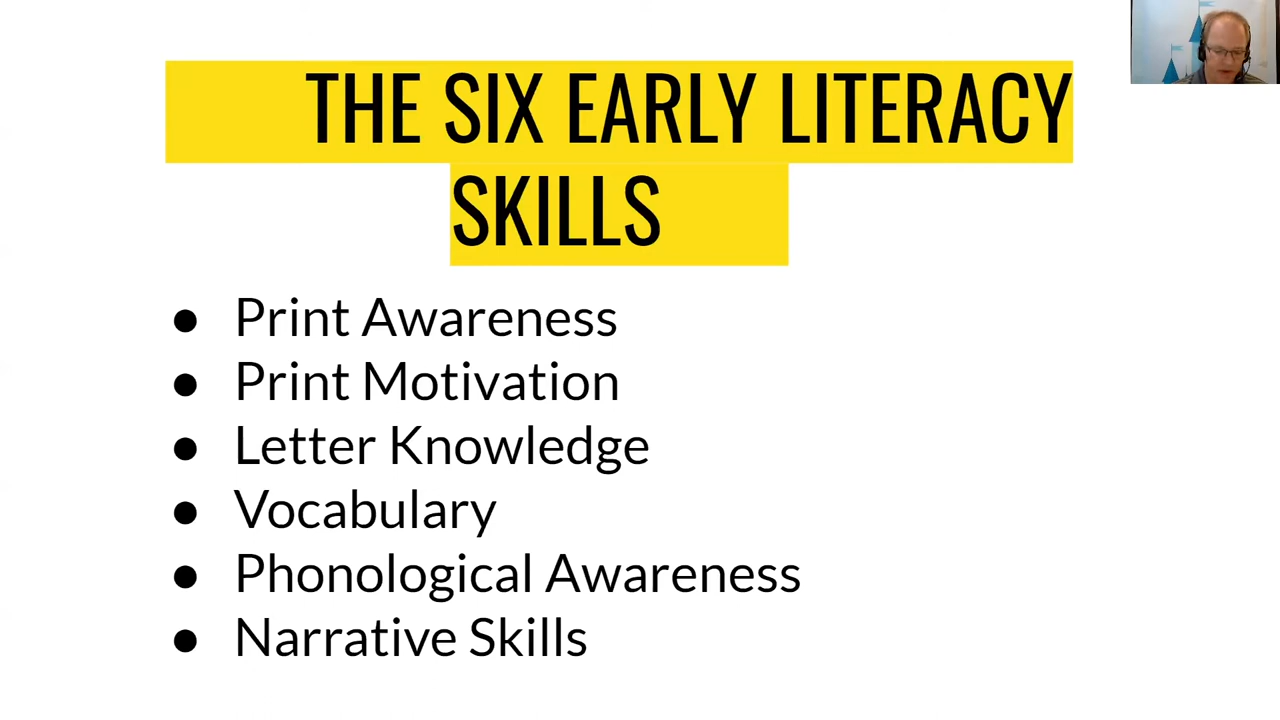 THE SIX EARLY LITERACY
SKILLS
● Print Awareness
● Print Motivation
● Letter Knowledge
● Vocabulary
● Phonological Awareness
● Narrative Skills